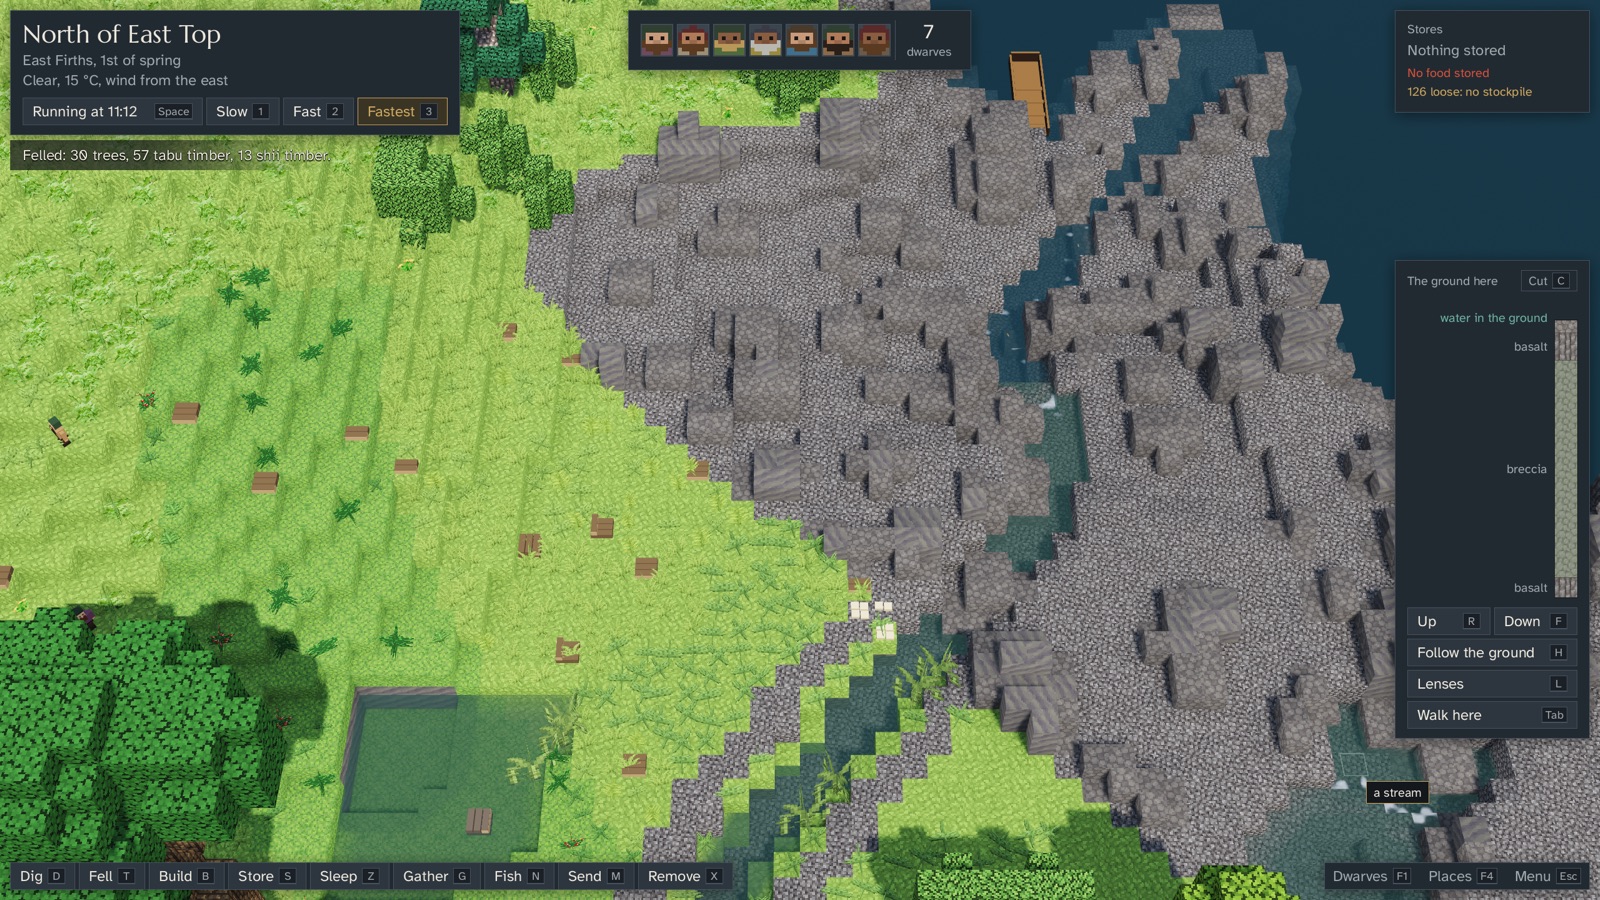 North of East Top
East Firths, 1st of spring
Clear, 15 °C, wind from the east
Running at 11:12 Space
Slow 1
Fast 2
Fastest 3
Felled: 30 trees, 57 tabu timber, 13 shii timber.
7
dwarves
Stores
Nothing stored
No food stored
126 loose: no stockpile
The ground here
Cut C
water in the ground
basalt
breccia
basalt
Up R
Down F
Follow the ground H
Lenses L
Walk here Tab
a stream
Dig D
Fell T
Build B
Store S
Sleep Z
Gather G
Fish N
Send M
Remove X
Dwarves F1
Places F4
Menu Esc